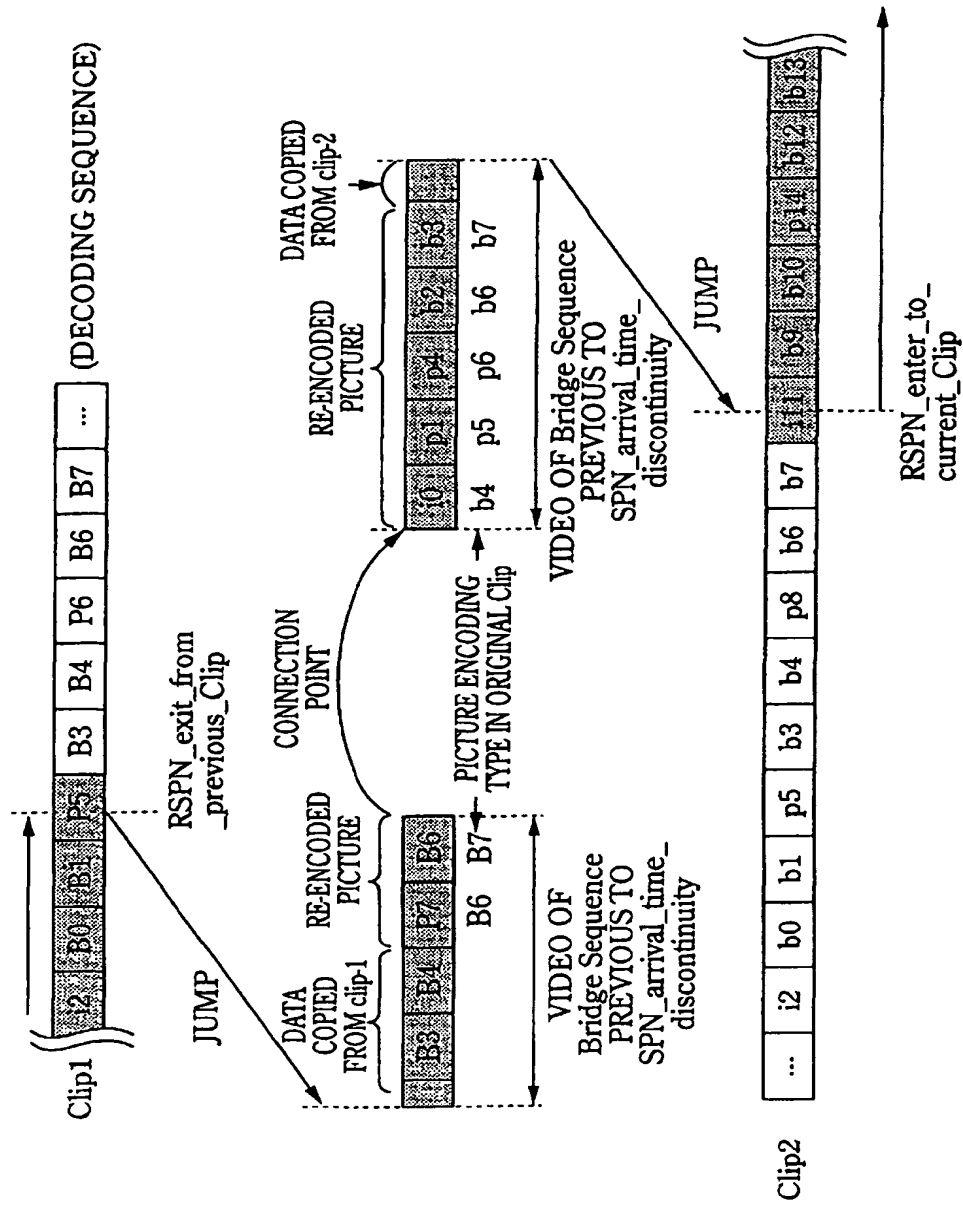 (DECODING SEQUENCE)
Clip1
i2 B0 B1 P5 B3 B4 P6 B6 B7 ...
RSPN_exit_from
_previous_Clip
JUMP
DATA
COPIED
FROM clip-1
RE-ENCODED
PICTURE
CONNECTION
POINT
RE-ENCODED
PICTURE
DATA COPIED
FROM clip-2
B3 B4 P7 B6
B6 B7
PICTURE ENCODING
TYPE IN ORIGINAL Clip
i0 p1 p4 b2 b3
b4 p5 p6 b6 b7
VIDEO OF
Bridge Sequence
PREVIOUS TO
SPN_arrival_time_
discontinuity
VIDEO OF Bridge Sequence
PREVIOUS TO
SPN_arrival_time_
discontinuity
JUMP
Clip2
... i2 b0 b1 p5 b3 b4 p8 b6 b7 i11 b9 b10 p14 b12 b13
RSPN_enter_to_
current_Clip